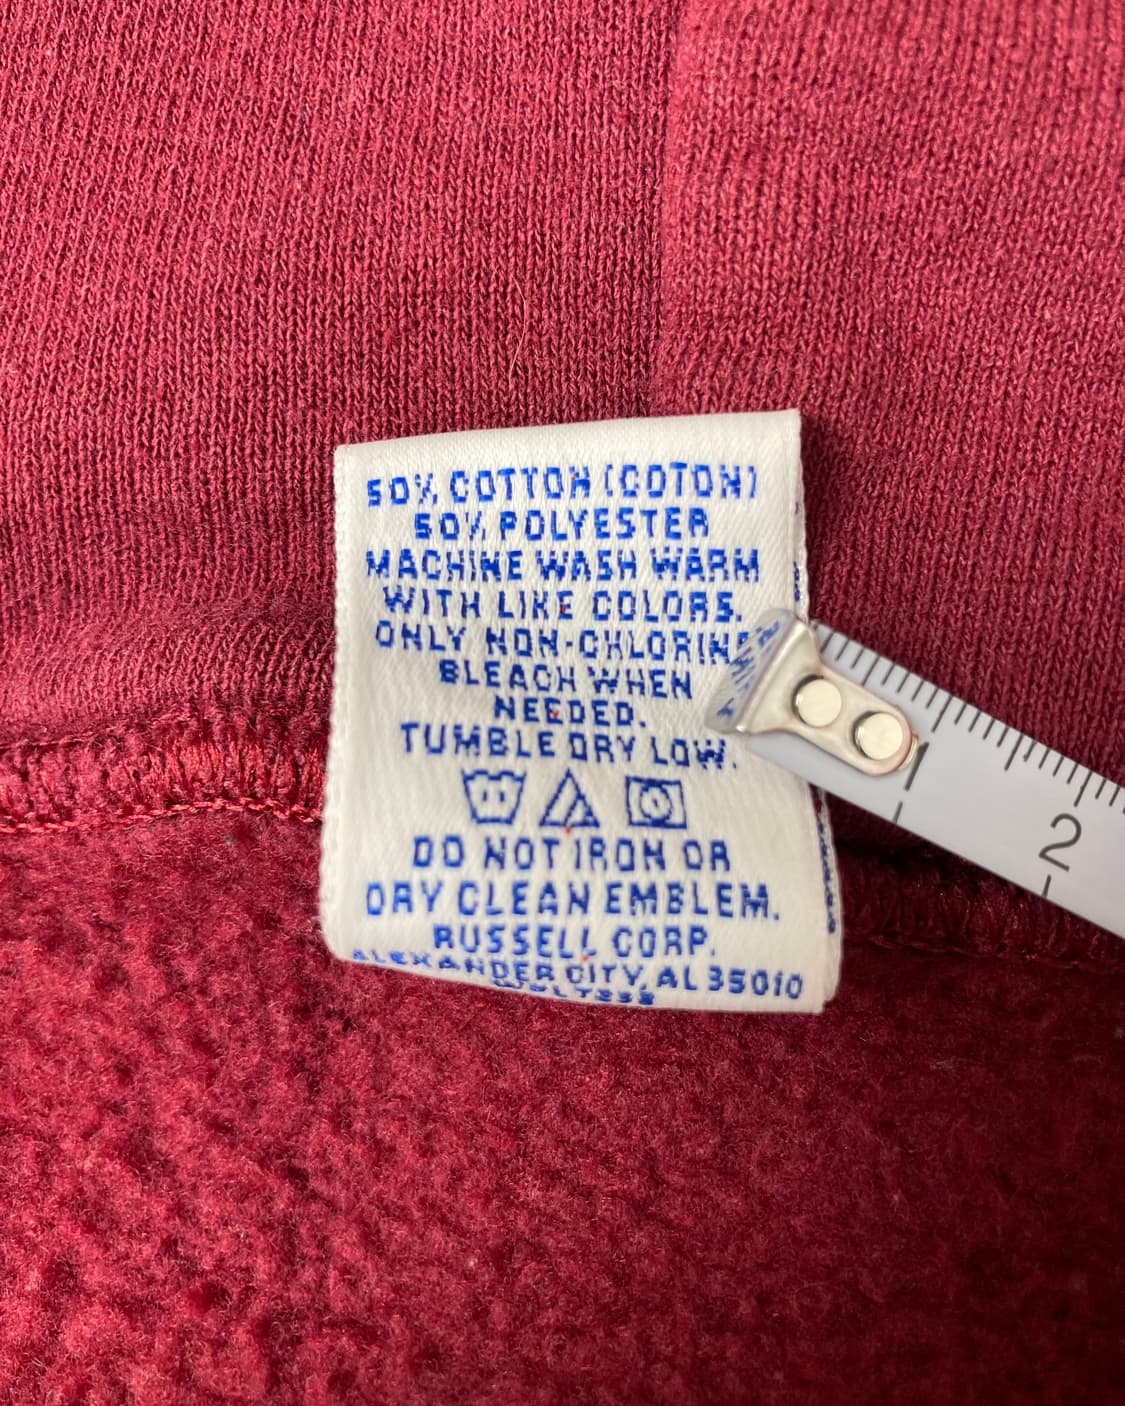 50% COTTON (COTON)
50% POLYESTER
MACHINE WASH WARM
WITH LIKE COLORS.
ONLY NON-CHLORINE
BLEACH WHEN
NEEDED.
TUMBLE DRY LOW.
DO NOT IRON OR
DRY CLEAN EMBLEM.
RUSSELL CORP.
ALEXANDER CITY, AL 35010
2